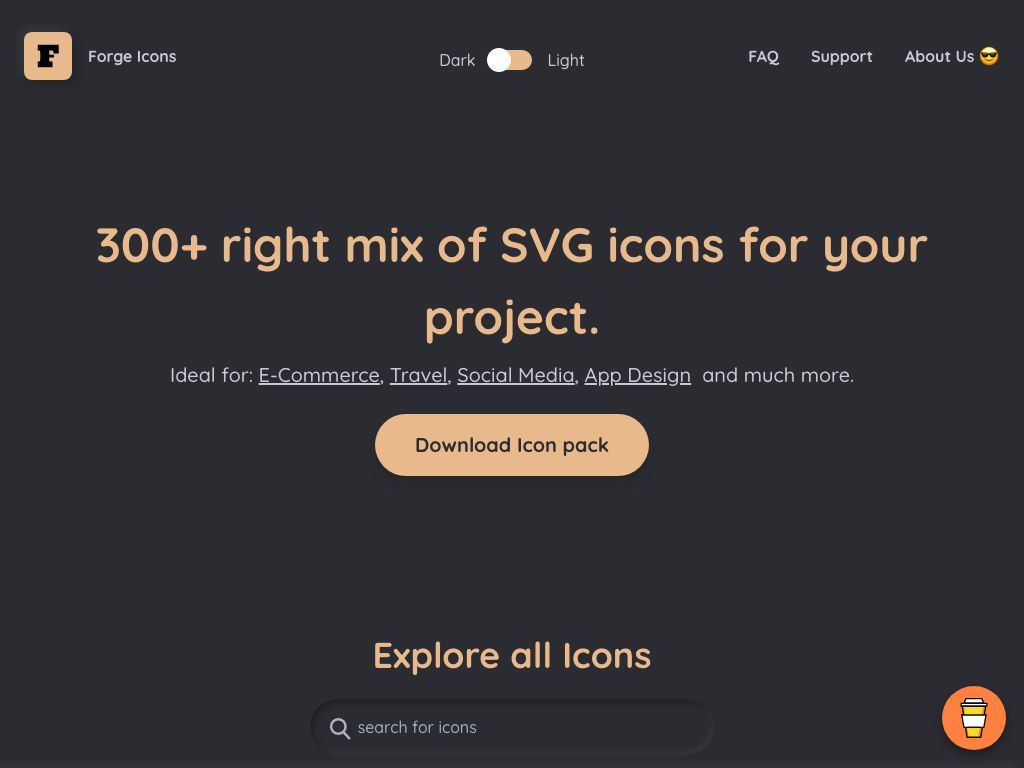 F
Forge Icons
Dark
Light
FAQ
Support
About Us 😎
300+ right mix of SVG icons for your
project.
Ideal for: E-Commerce, Travel, Social Media, App Design and much more.
Download Icon pack
Explore all Icons
search for icons